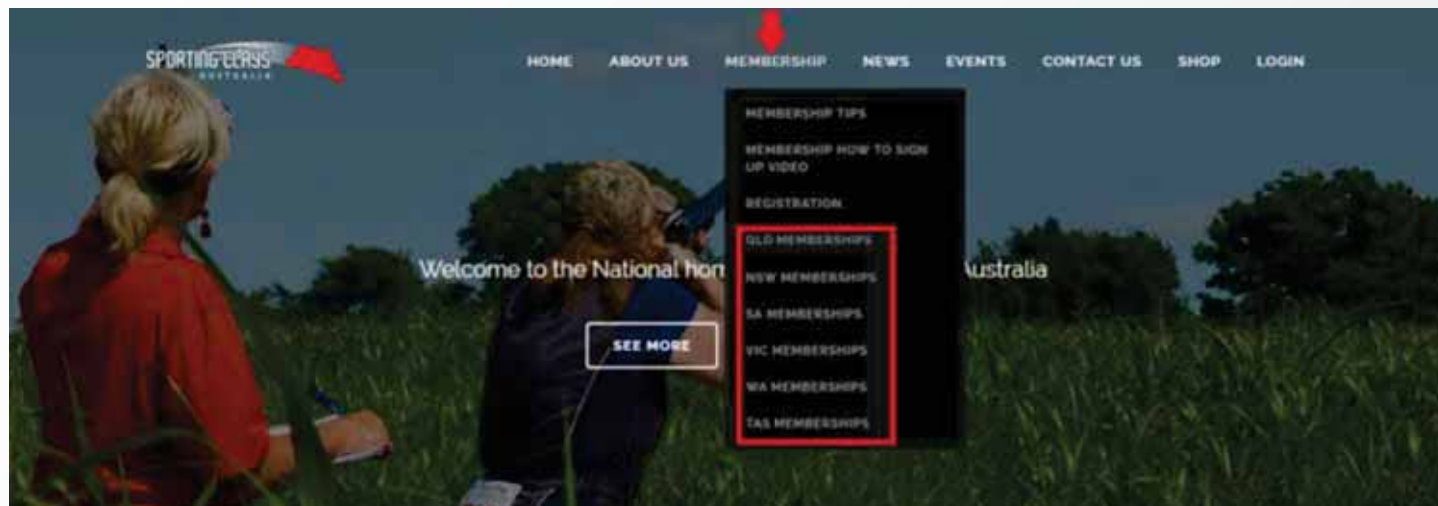 SPORTING CLAYS
AUSTRALIA
HOME ABOUT US MEMBERSHIP NEWS EVENTS CONTACT US SHOP LOGIN
MEMBERSHIP TIPS
MEMBERSHIP HOW TO SIGN
UP VIDEO
REGISTRATION
QLD MEMBERSHIPS
NSW MEMBERSHIPS
SA MEMBERSHIPS
VIC MEMBERSHIPS
WA MEMBERSHIPS
TAS MEMBERSHIPS
Welcome to the National Australia
SEE MORE